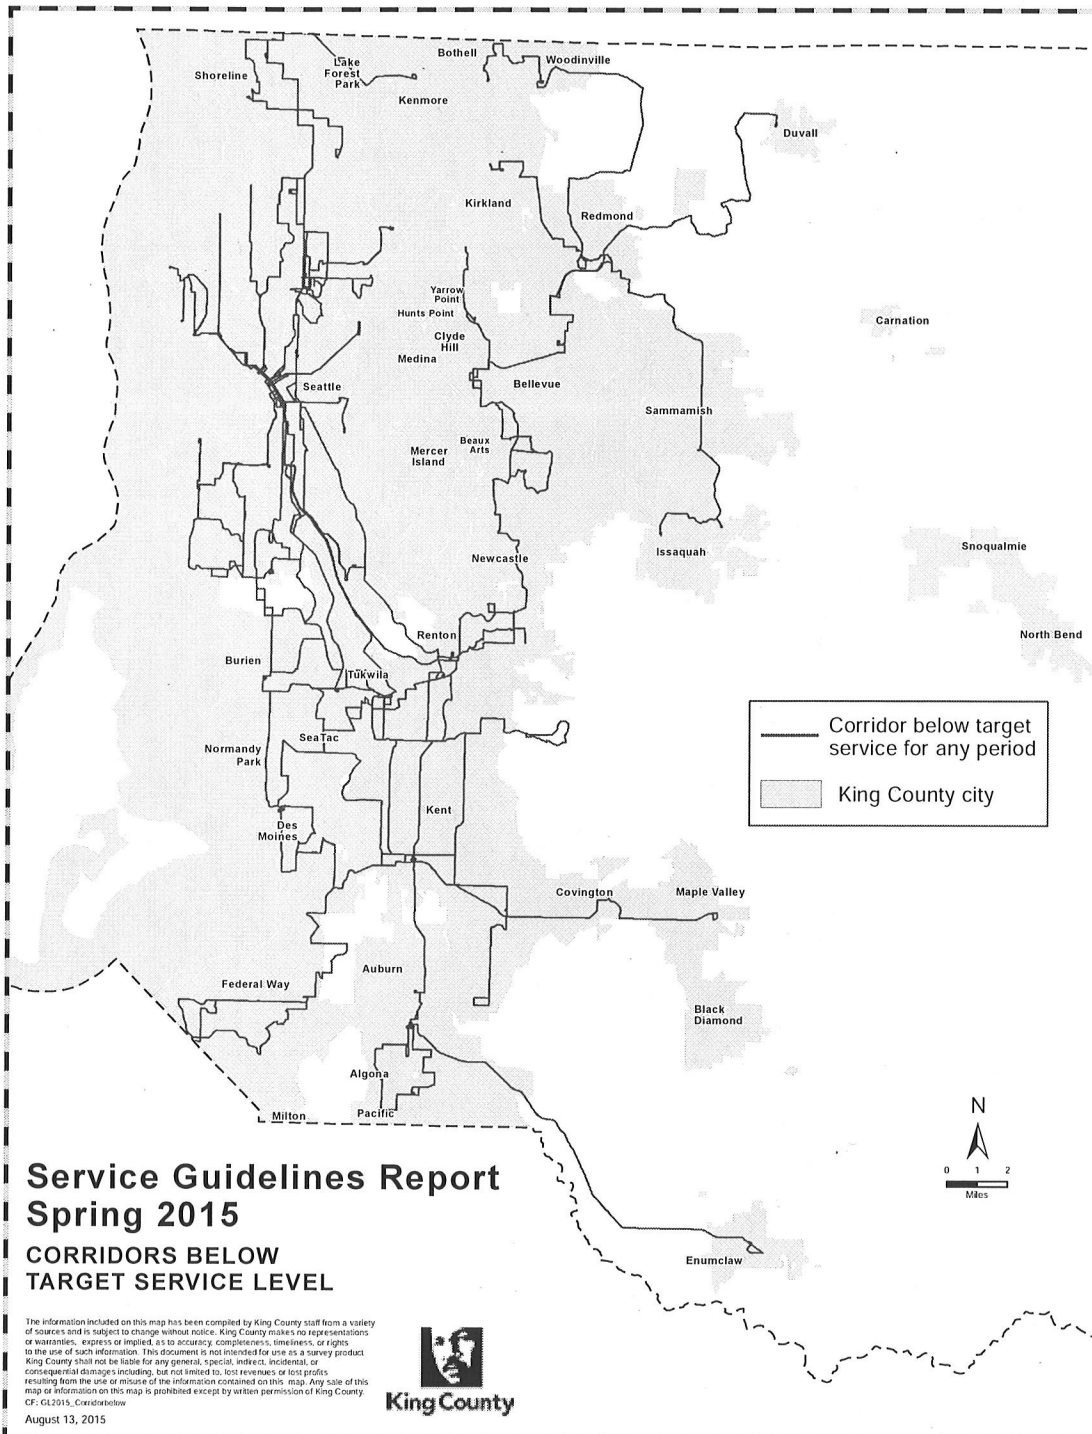 Bothell
Woodinville
Lake
Forest
Park
Shoreline
Kenmore
Duvall
Kirkland
Redmond
Yarrow
Point
Hunts Point
Carnation
Clyde
Hill
Medina
Seattle
Bellevue
Sammamish
Beaux
Arts
Mercer
Island
Newcastle
Issaquah
Snoqualmie
Renton
North Bend
Burien
Tukwila
SeaTac
Normandy
Park
Corridor below target
service for any period
King County city
Kent
Des
Moines
Covington
Maple Valley
Auburn
Federal Way
Black
Diamond
Algona
Pacific
Milton
N
0 1 2
Miles
Enumclaw
Service Guidelines Report
Spring 2015
CORRIDORS BELOW
TARGET SERVICE LEVEL
The information included on this map has been compiled by King County staff from a variety
of sources and is subject to change without notice. King County makes no representations
or warranties, express or implied, as to accuracy, completeness, timeliness, or rights
to the use of such information. This document is not intended for use as a survey product
King County shall not be liable for any general, special, indirect, incidental, or
consequential damages including, but not limited to, lost revenues or lost profits
resulting from the use or misuse of the information contained on this map. Any sale of this
map or information on this map is prohibited except by written permission of King County.
CF: GL2015_Corridorbelow
August 13, 2015
King County